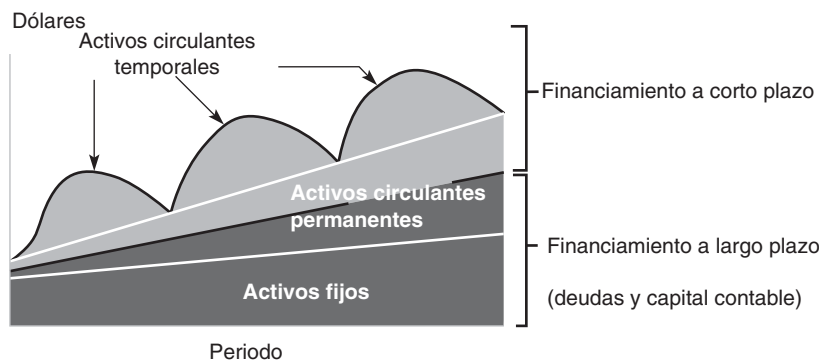 Dólares
Activos circulantes
temporales
Financiamiento a corto plazo
Activos circulantes
permanentes
Financiamiento a largo plazo
(deudas y capital contable)
Activos fijos
Periodo